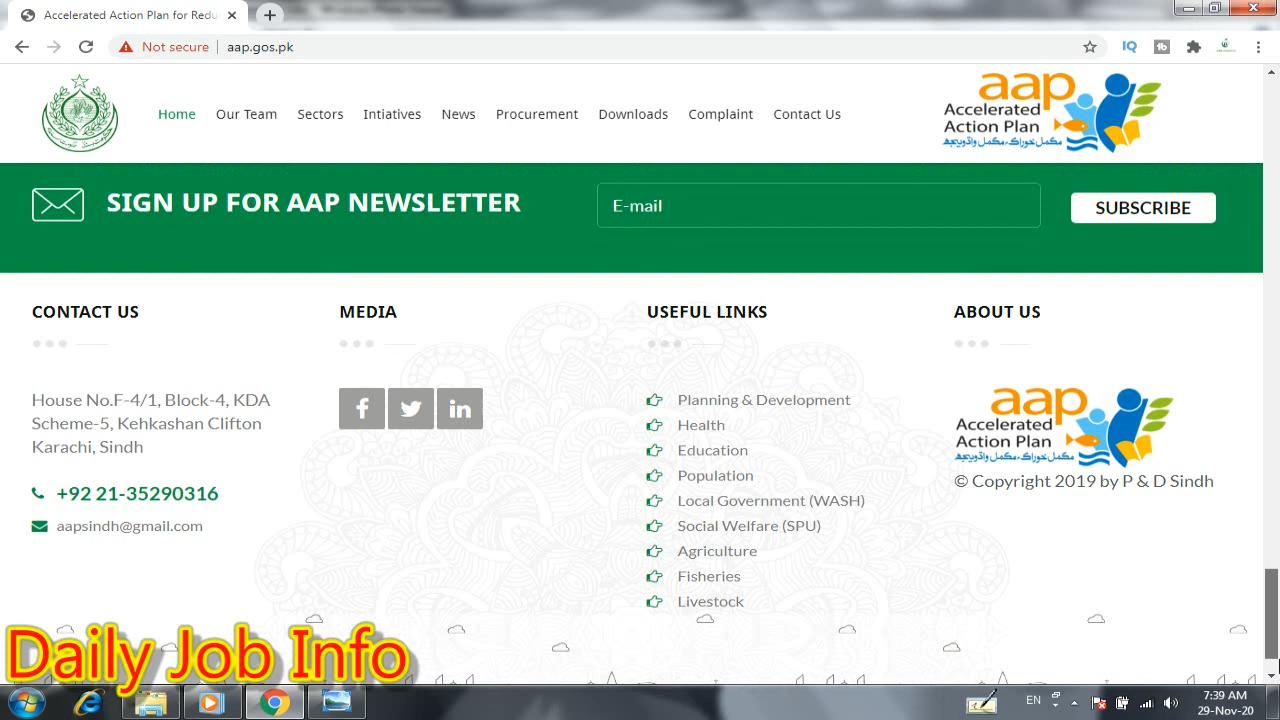 Accelerated Action Plan for Redu
Not secure
aap.gos.pk
Home
Our Team
Sectors
Intiatives
News
Procurement
Downloads
Complaint
Contact Us
aap
Accelerated
Action Plan
SIGN UP FOR AAP NEWSLETTER
E-mail
SUBSCRIBE
CONTACT US
House No.F-4/1, Block-4, KDA
Scheme-5, Kehkashan Clifton
Karachi, Sindh
+92 21-35290316
aapsindh@gmail.com
MEDIA
USEFUL LINKS
Planning & Development
Health
Education
Population
Local Government (WASH)
Social Welfare (SPU)
Agriculture
Fisheries
Livestock
ABOUT US
aap
Accelerated
Action Plan
© Copyright 2019 by P & D Sindh
Daily Job Info
EN
7:39 AM
29-Nov-20